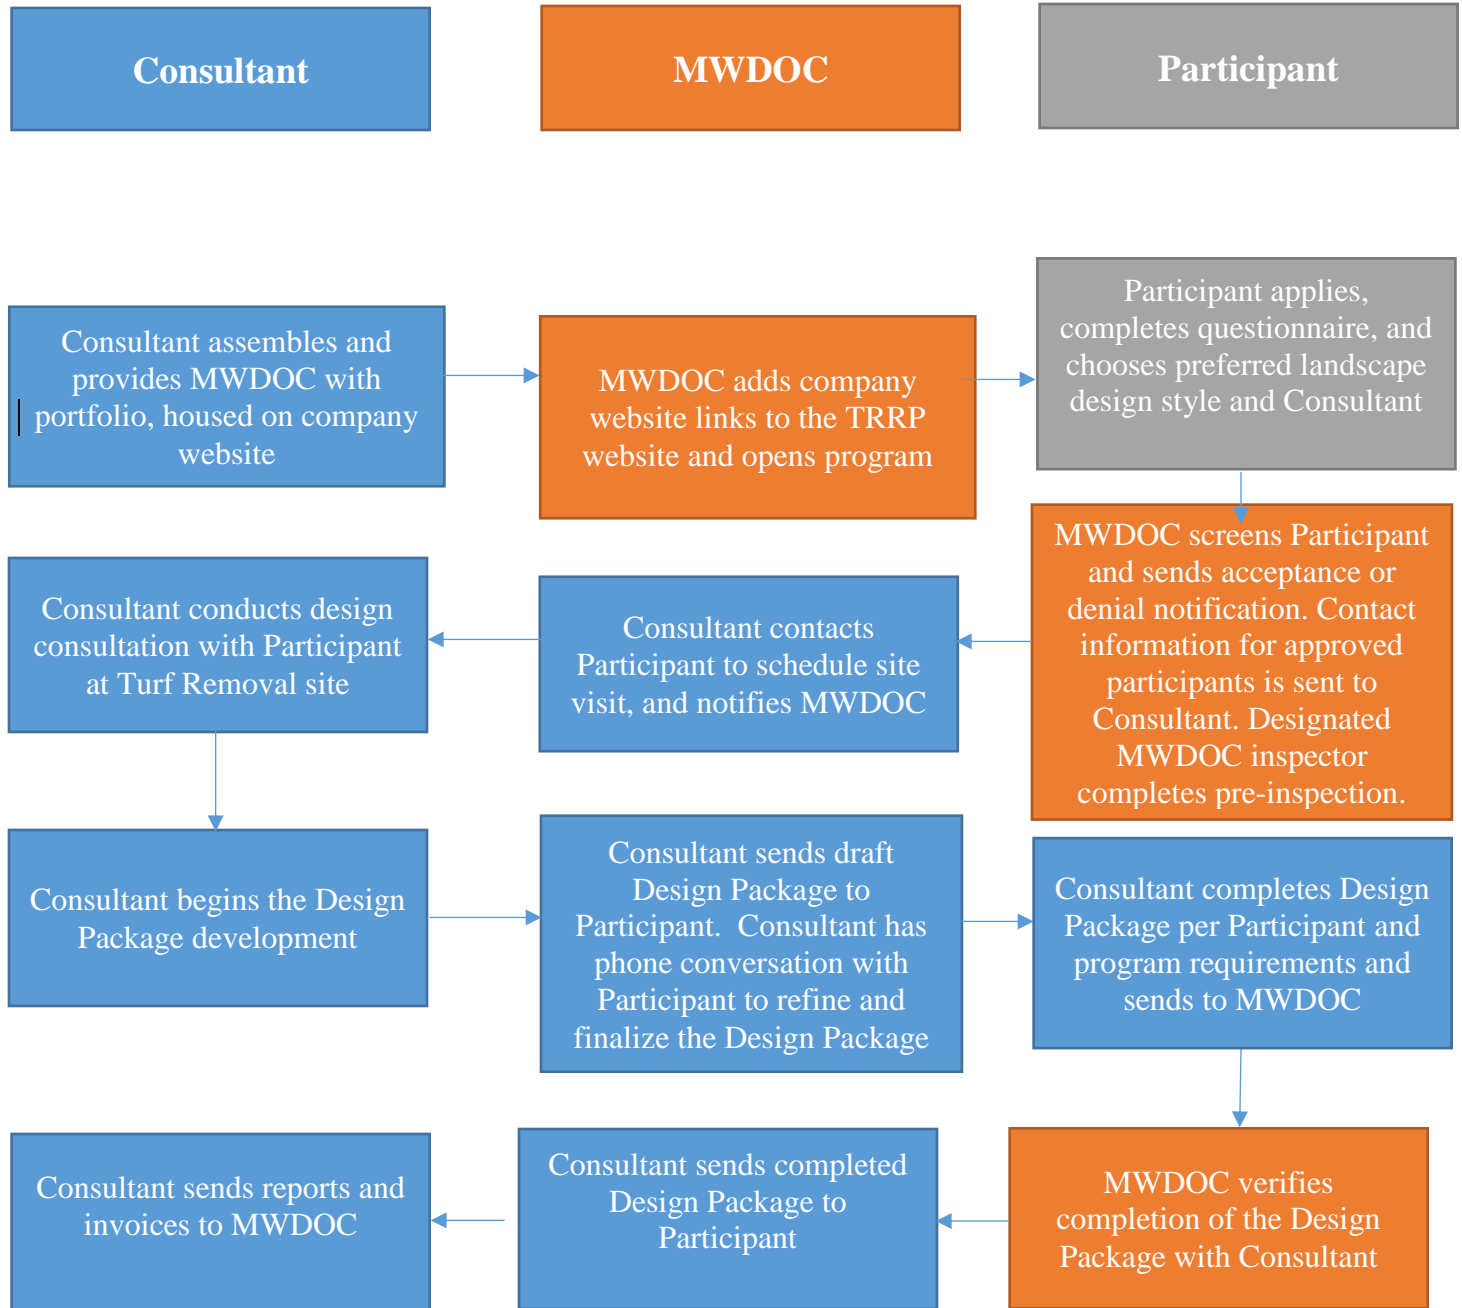 Consultant
MWDOC
Participant
Consultant assembles and
provides MWDOC with
portfolio, housed on company
website
MWDOC adds company
website links to the TRRP
website and opens program
Participant applies,
completes questionnaire, and
chooses preferred landscape
design style and Consultant
Consultant conducts design
consultation with Participant
at Turf Removal site
Consultant contacts
Participant to schedule site
visit, and notifies MWDOC
MWDOC screens Participant
and sends acceptance or
denial notification. Contact
information for approved
participants is sent to
Consultant. Designated
MWDOC inspector
completes pre-inspection.
Consultant begins the Design
Package development
Consultant sends draft
Design Package to
Participant.  Consultant has
phone conversation with
Participant to refine and
finalize the Design Package
Consultant completes Design
Package per Participant and
program requirements and
sends to MWDOC
Consultant sends reports and
invoices to MWDOC
Consultant sends completed
Design Package to
Participant
MWDOC verifies
completion of the Design
Package with Consultant